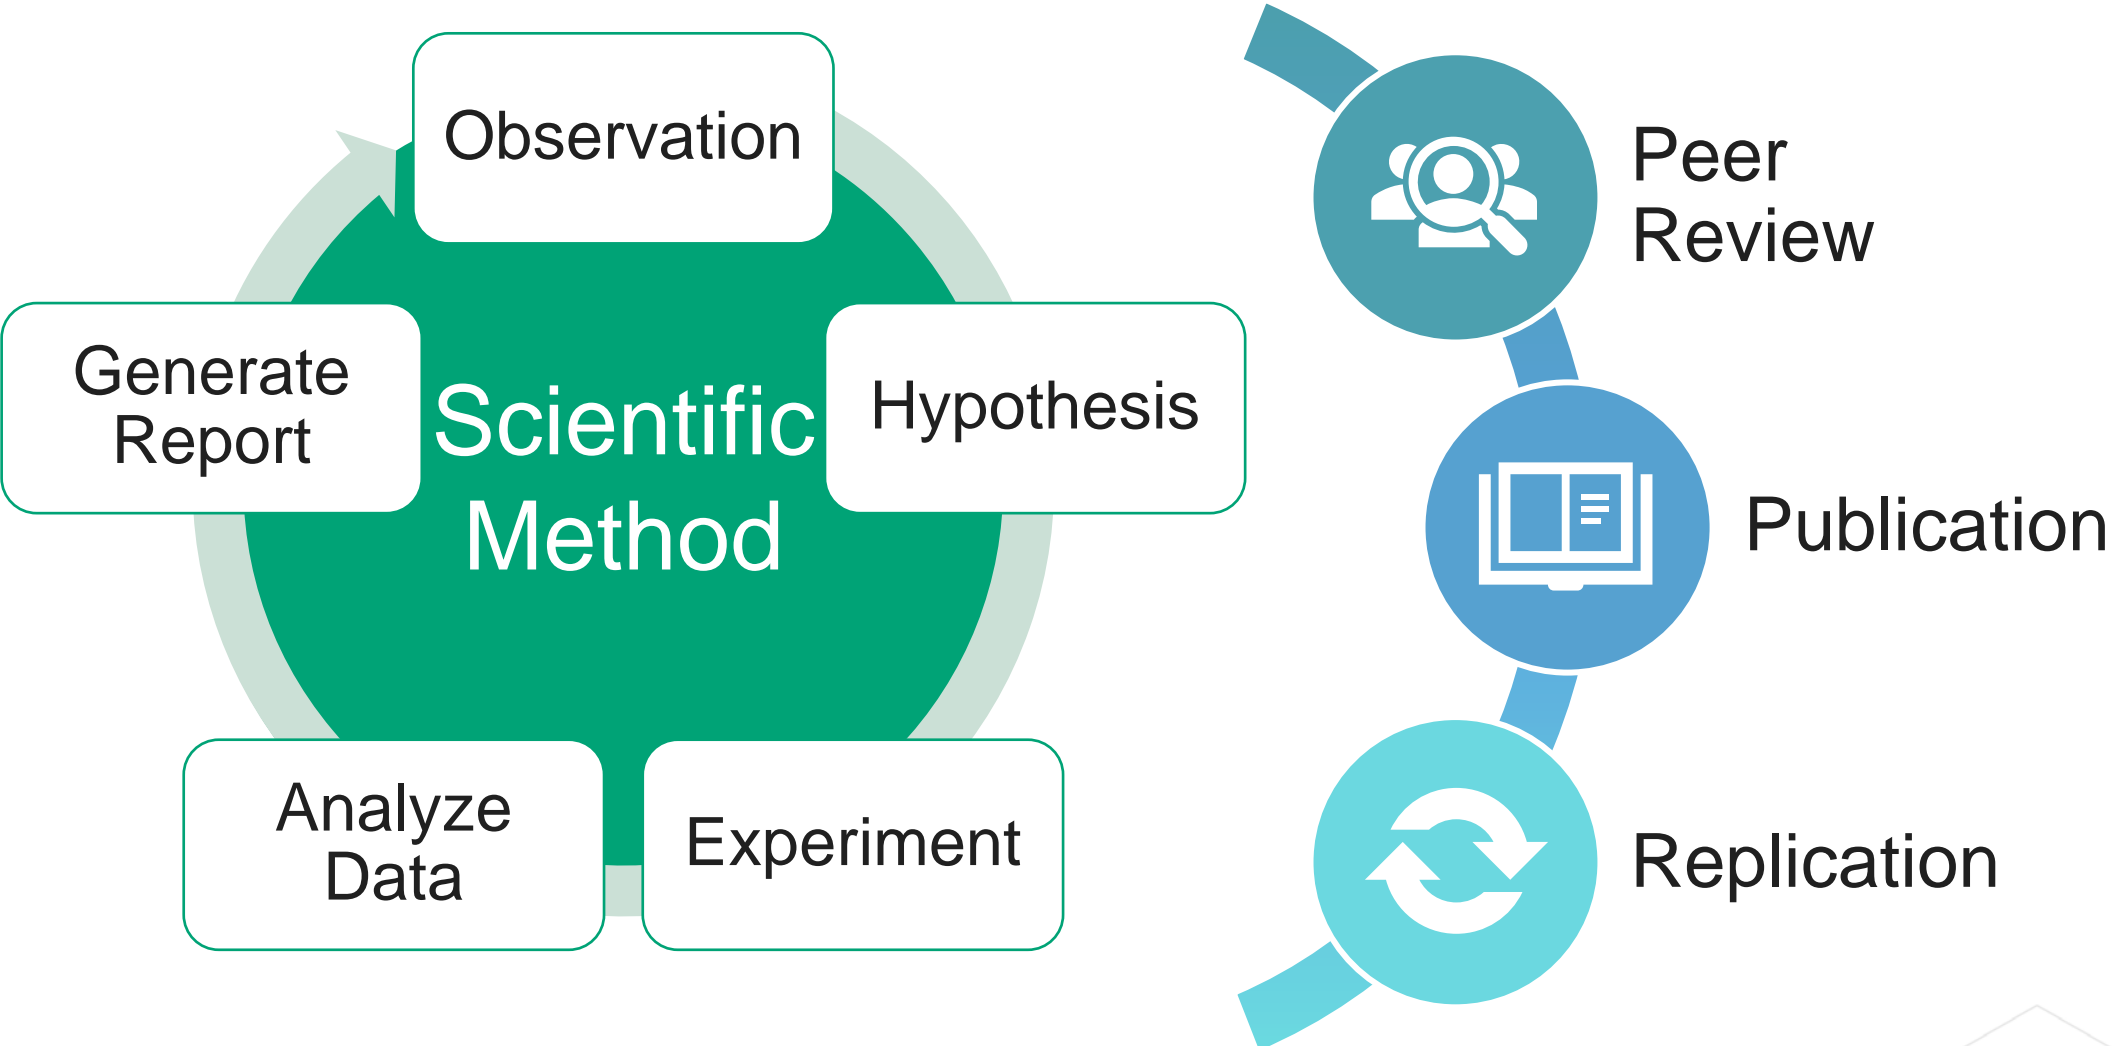 Observation
Hypothesis
Experiment
Analyze
Data
Generate
Report
Scientific
Method
Peer
Review
Publication
Replication